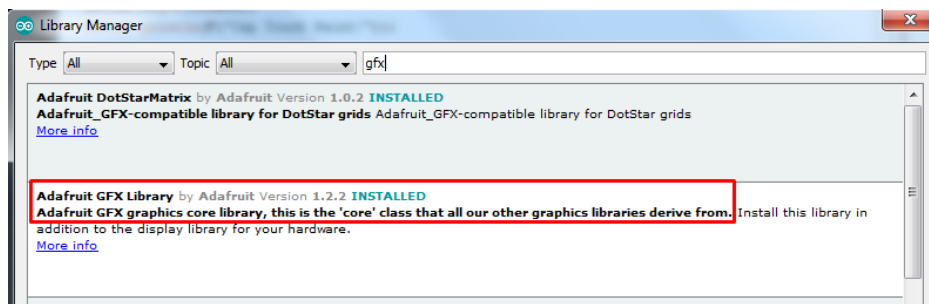 Library Manager
Type All Topic All gfx
Adafruit DotStarMatrix by Adafruit Version 1.0.2 INSTALLED
Adafruit_GFX-compatible library for DotStar grids Adafruit_GFX-compatible library for DotStar grids
More info
Adafruit GFX Library by Adafruit Version 1.2.2 INSTALLED
Adafruit GFX graphics core library, this is the 'core' class that all our other graphics libraries derive from. Install this library in
addition to the display library for your hardware.
More info